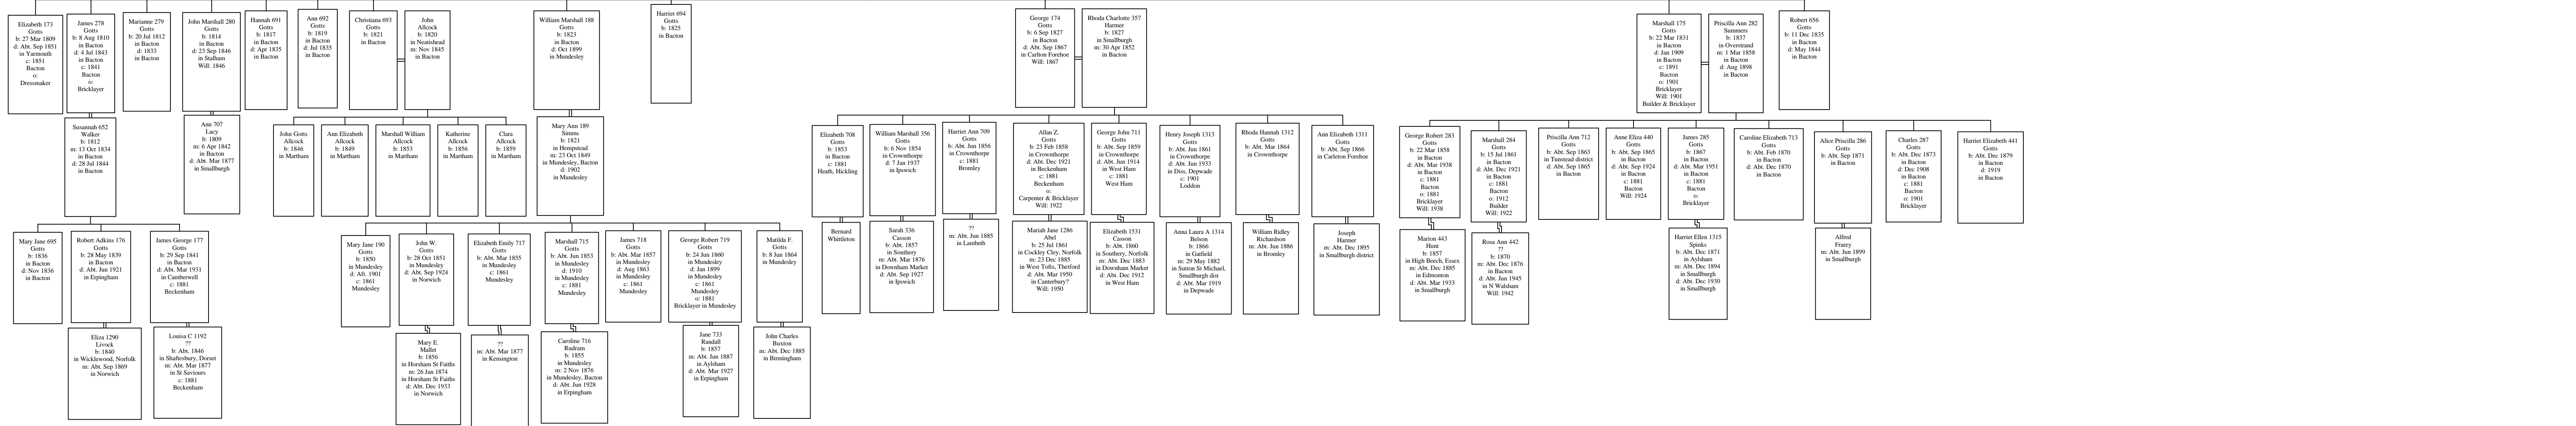 Elizabeth 173
Gotts
b: 27 Mar 1809
d: Abt. Sep 1851
in Yarmouth
c: 1851
Bacton
o:
Dressmaker
James 278
Gotts
b: 8 Aug 1810
in Bacton
d: 4 Jul 1843
in Bacton
c: 1841
Bacton
o:
Bricklayer
Marianne 279
Gotts
b: 20 Jul 1812
in Bacton
d: 1833
in Bacton
John Marshall 280
Gotts
b: 1814
in Bacton
d: 23 Sep 1846
in Stalham
Will: 1846
Hannah 691
Gotts
b: 1817
in Bacton
d: Apr 1835
in Bacton
Ann 692
Gotts
b: 1819
in Bacton
d: Jul 1835
in Bacton
Christiana 693
Gotts
b: 1821
in Bacton
John
Allcock
b: 1820
in Neatishead
m: Nov 1845
in Bacton
William Marshall 188
Gotts
b: 1823
in Bacton
d: Oct 1899
in Mundesley
Harriet 694
Gotts
b: 1825
in Bacton
George 174
Gotts
b: 6 Sep 1827
in Bacton
d: Abt. Sep 1867
in Carlton Forehoe
Will: 1867
Rhoda Charlotte 357
Harmer
b: 1827
in Smallburgh
m: 30 Apr 1852
in Bacton
Marshall 175
Gotts
b: 22 Mar 1831
in Bacton
d: Jan 1909
in Bacton
c: 1891
Bacton
o: 1901
Bricklayer
Will: 1901
Builder & Bricklayer
Priscilla Ann 282
Summers
b: 1837
in Overstrand
m: 1 Mar 1858
in Bacton
d: Aug 1898
in Bacton
Robert 656
Gotts
b: 11 Dec 1835
in Bacton
d: May 1844
in Bacton
Susannah 652
Walker
b: 1812
m: 13 Oct 1834
in Bacton
d: 28 Jul 1844
in Bacton
Ann 707
Lacy
b: 1809
m: 6 Apr 1842
in Bacton
d: Abt. Mar 1877
in Smallburgh
John Gotts
Allcock
b: 1846
in Martham
Ann Elizabeth
Allcock
b: 1849
in Martham
Marshall William
Allcock
b: 1853
in Martham
Katherine
Allcock
b: 1856
in Martham
Clara
Allcock
b: 1859
in Martham
Mary Ann 189
Simms
b: 1821
in Hempstead
m: 23 Oct 1849
in Mundesley, Bacton
d: 1902
in Mundesley
Elizabeth 708
Gotts
b: 1853
in Bacton
c: 1881
Heath, Hickling
William Marshall 356
Gotts
b: 6 Nov 1854
in Crownthorpe
d: 7 Jan 1937
in Ipswich
Harriet Ann 709
Gotts
b: Abt. Jun 1856
in Crownthorpe
c: 1881
Bromley
Allan Z.
Gotts
b: 23 Feb 1858
in Crownthorpe
d: Abt. Dec 1921
in Beckenham
c: 1881
Beckenham
o:
Carpenter & Bricklayer
Will: 1922
George John 711
Gotts
b: Abt. Sep 1859
in Crownthorpe
d: Abt. Jun 1914
in West Ham
c: 1881
West Ham
Henry Joseph 1313
Gotts
b: Abt. Jun 1861
in Crownthorpe
d: Abt. Jun 1933
in Diss, Depwade
c: 1901
Loddon
Rhoda Hannah 1312
Gotts
b: Abt. Mar 1864
in Crownthorpe
Ann Elizabeth 1311
Gotts
b: Abt. Sep 1866
in Carleton Forehoe
George Robert 283
Gotts
b: 22 Mar 1858
in Bacton
d: Abt. Mar 1938
in Bacton
c: 1881
Bacton
o: 1881
Bricklayer
Will: 1938
Marshall 284
Gotts
b: 15 Jul 1861
in Bacton
d: Abt. Dec 1921
in Bacton
c: 1881
Bacton
o: 1912
Builder
Will: 1922
Priscilla Ann 712
Gotts
b: Abt. Sep 1863
in Tunstead district
d: Abt. Sep 1865
in Bacton
Anne Eliza 440
Gotts
b: Abt. Sep 1865
in Bacton
d: Abt. Sep 1924
in Bacton
c: 1881
Bacton
Will: 1924
James 285
Gotts
b: 1867
in Bacton
d: Abt. Mar 1951
in Bacton
c: 1881
Bacton
o:
Bricklayer
Caroline Elizabeth 713
Gotts
b: Abt. Feb 1870
in Bacton
d: Abt. Dec 1870
in Bacton
Alice Priscilla 286
Gotts
b: Abt. Sep 1871
in Bacton
Charles 287
Gotts
b: Abt. Dec 1873
in Bacton
d: Dec 1908
in Bacton
c: 1881
Bacton
o: 1901
Bricklayer
Harriet Elizabeth 441
Gotts
b: Abt. Dec 1879
in Bacton
d: 1919
in Bacton
Mary Jane 695
Gotts
b: 1836
in Bacton
d: Nov 1836
in Bacton
Robert Adkins 176
Gotts
b: 28 May 1839
in Bacton
d: Abt. Jun 1921
in Erpingham
James George 177
Gotts
b: 29 Sep 1841
in Bacton
d: Abt. Mar 1931
in Camberwell
c: 1881
Beckenham
Mary Jane 190
Gotts
b: 1850
in Mundesley
d: Aft. 1901
c: 1861
Mundesley
John W.
Gotts
b: 28 Oct 1851
in Mundesley
d: Abt. Sep 1924
in Norwich
Elizabeth Emily 717
Gotts
b: Abt. Mar 1855
in Mundesley
c: 1861
Mundesley
Marshall 715
Gotts
b: Abt. Jun 1853
in Mundesley
d: 1910
in Mundesley
c: 1881
Mundesley
James 718
Gotts
b: Abt. Mar 1857
in Mundesley
d: Aug 1863
in Mundesley
c: 1861
Mundesley
George Robert 719
Gotts
b: 24 Jun 1860
in Mundesley
d: Jan 1899
in Mundesley
c: 1861
Mundesley
o: 1881
Bricklayer in Mundesley
Matilda F.
Gotts
b: 8 Jun 1864
in Mundesley
Bernard
Whittleton
Sarah 336
Casson
b: Abt. 1857
in Southery
m: Abt. Mar 1876
in Downham Market
d: Abt. Sep 1927
in Ipswich
??
m: Abt. Jun 1885
in Lambeth
Mariah Jane 1286
Abel
b: 25 Jul 1861
in Cockley Cley, Norfolk
m: 23 Dec 1885
in West Tofts, Thetford
d: Abt. Mar 1950
in Canterbury?
Will: 1950
Elizabeth 1531
Casson
b: Abt. 1860
in Southery, Norfolk
m: Abt. Dec 1883
in Downham Market
d: Abt. Dec 1912
in West Ham
Anna Laura A 1314
Belson
b: 1866
in Catfield
m: 29 May 1882
in Sutton St Michael,
Smallburgh dist
d: Abt. Mar 1919
in Depwade
William Ridley
Richardson
m: Abt. Jun 1886
in Bromley
Joseph
Harmer
m: Abt. Dec 1895
in Smallburgh district
Marion 443
Hunt
b: 1857
in High Beech, Essex
m: Abt. Dec 1885
in Edmonton
d: Abt. Mar 1933
in Smallburgh
Rosa Ann 442
??
b: 1870
m: Abt. Dec 1876
in Bacton
d: Abt. Jun 1945
in N Walsham
Will: 1942
Harriet Ellen 1315
Spinks
b: Abt. Dec 1871
in Aylsham
m: Abt. Dec 1894
in Smallburgh
d: Abt. Dec 1930
in Smallburgh
Alfred
Frarey
m: Abt. Jun 1899
in Smallburgh
Eliza 1290
Livock
b: 1840
in Wicklewood, Norfolk
m: Abt. Sep 1869
in Norwich
Louisa C 1192
??
b: Abt. 1846
in Shaftesbury, Dorset
m: Abt. Mar 1877
in St Saviours
c: 1881
Beckenham
Mary E.
Mallet
b: 1856
in Horsham St Faiths
m: 26 Jan 1874
in Horsham St Faiths
d: Abt. Dec 1933
in Norwich
??
m: Abt. Mar 1877
in Kensington
Caroline 716
Rudram
b: 1855
in Mundesley
m: 2 Nov 1876
in Mundesley, Bacton
d: Abt. Jun 1928
in Erpingham
Jane 733
Randall
b: 1857
m: Abt. Jun 1887
in Aylsham
d: Abt. Mar 1927
in Erpingham
John Charles
Buxton
m: Abt. Dec 1885
in Birmingham